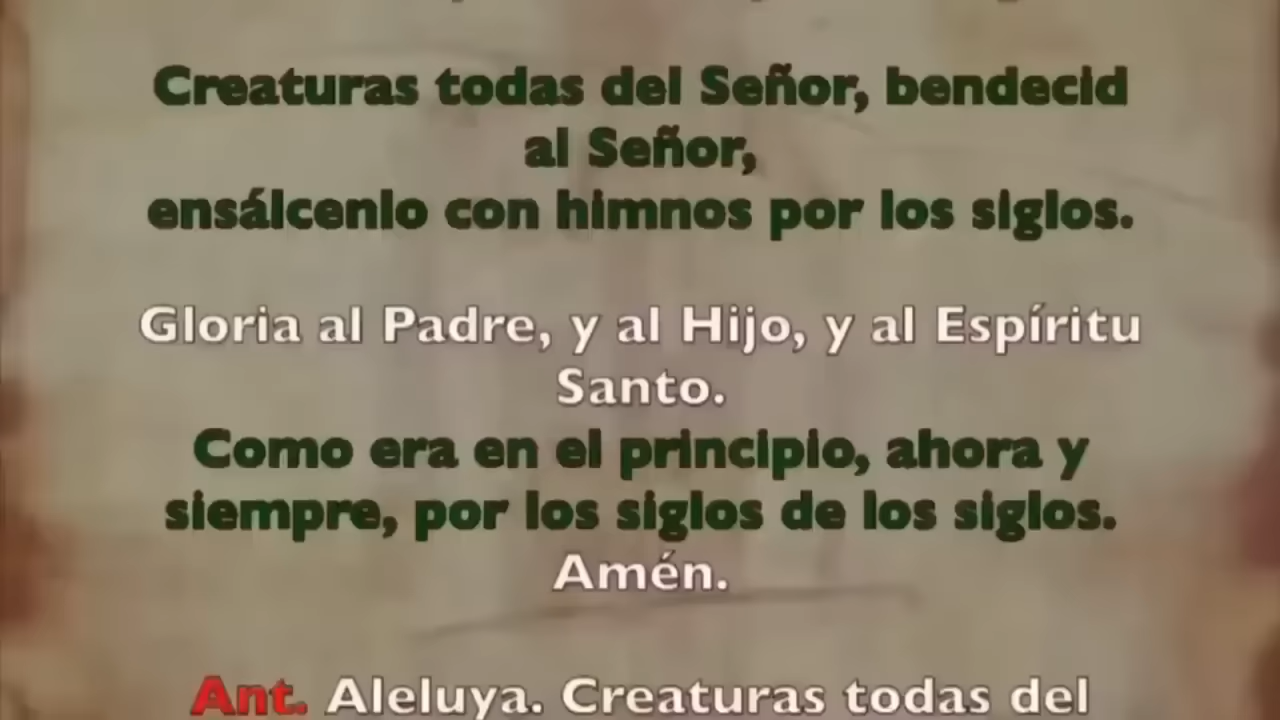 Creaturas todas del Señor, bendecid
al Señor,
ensálcenlo con himnos por los siglos.
Gloria al Padre, y al Hijo, y al Espíritu
Santo.
Como era en el principio, ahora y
siempre, por los siglos de los siglos.
Amén.
Ant. Aleluya. Creaturas todas del